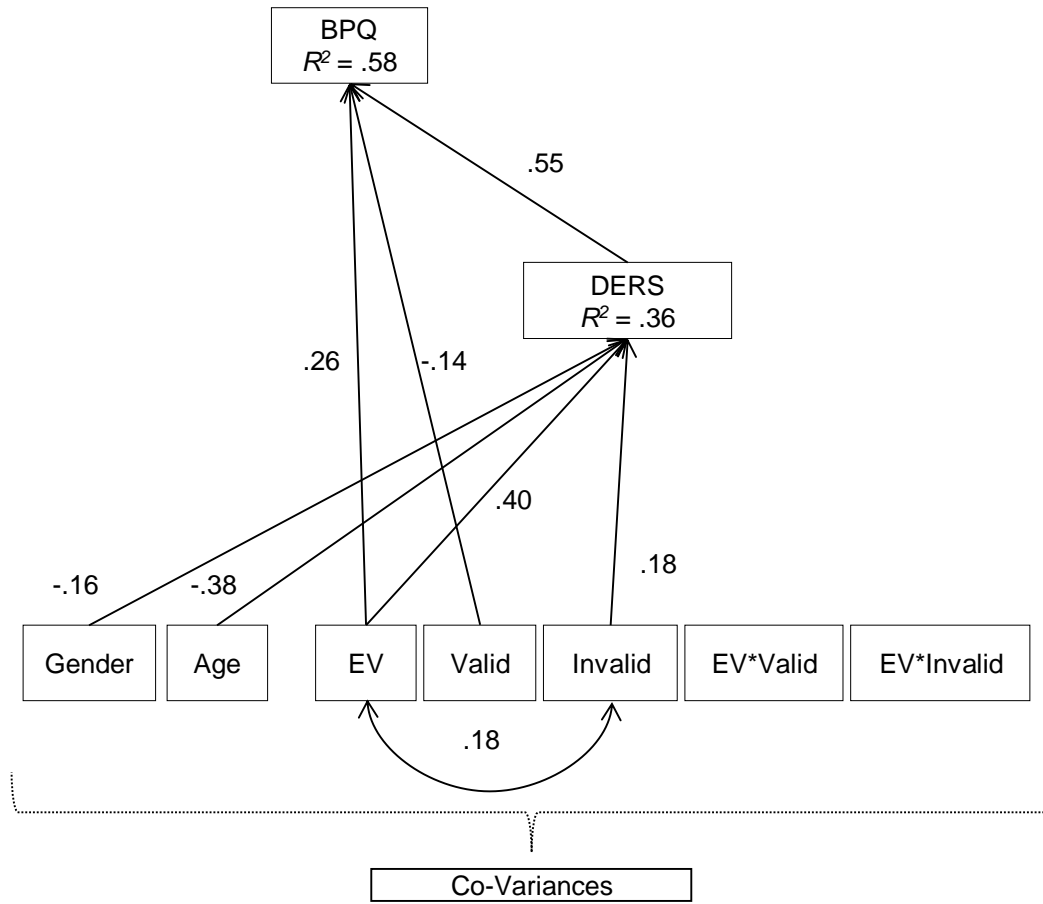 BPQ
R² = .58
.55
DERS
R² = .36
.26
-.14
.40
-.16
-.38
.18
Gender
Age
EV
Valid
Invalid
EV*Valid
EV*Invalid
.18
Co-Variances